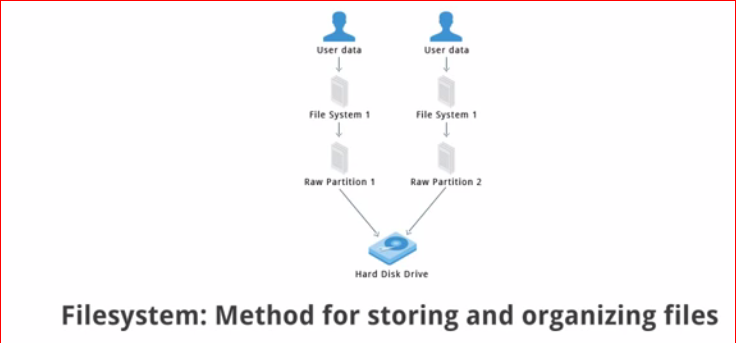 User data
User data
File System 1
File System 1
Raw Partition 1
Raw Partition 2
Hard Disk Drive
Filesystem: Method for storing and organizing files